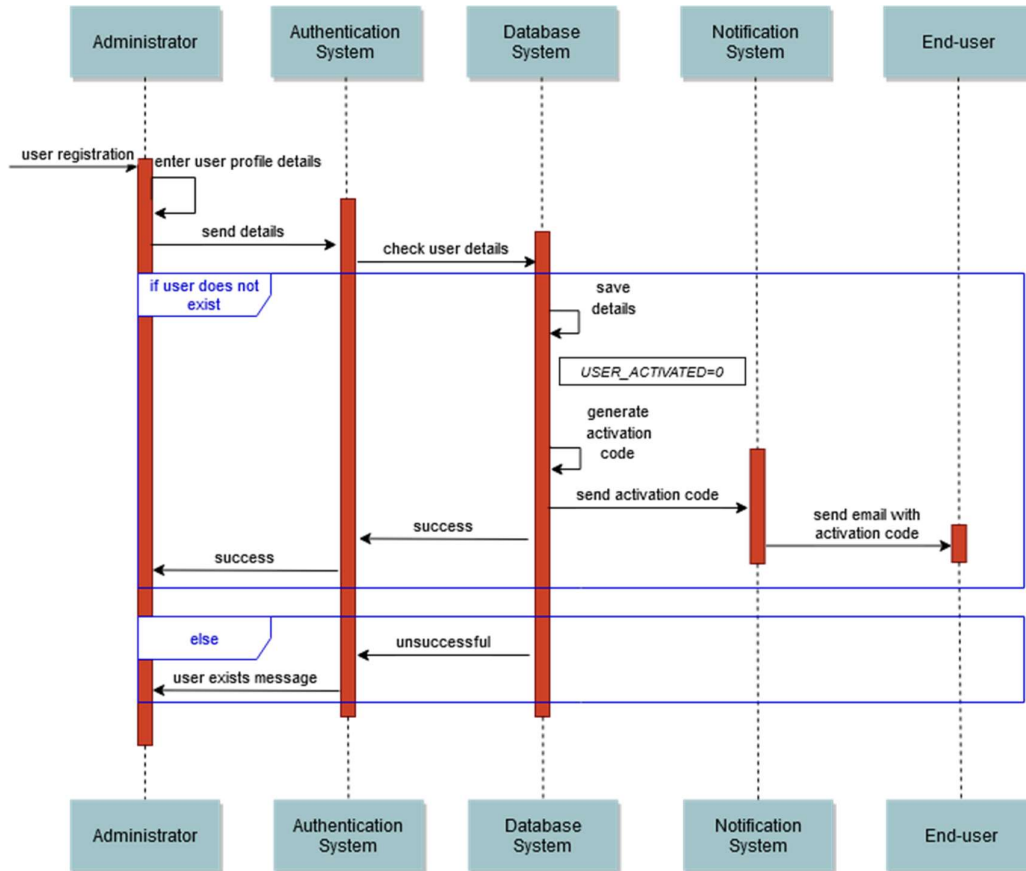 Administrator
Authentication
System
Database
System
Notification
System
End-user
user registration
enter user profile details
send details
check user details
if user does not
exist
save
details
USER_ACTIVATED=0
generate
activation
code
send activation code
send email with
activation code
success
success
else
unsuccessful
user exists message
Administrator
Authentication
System
Database
System
Notification
System
End-user